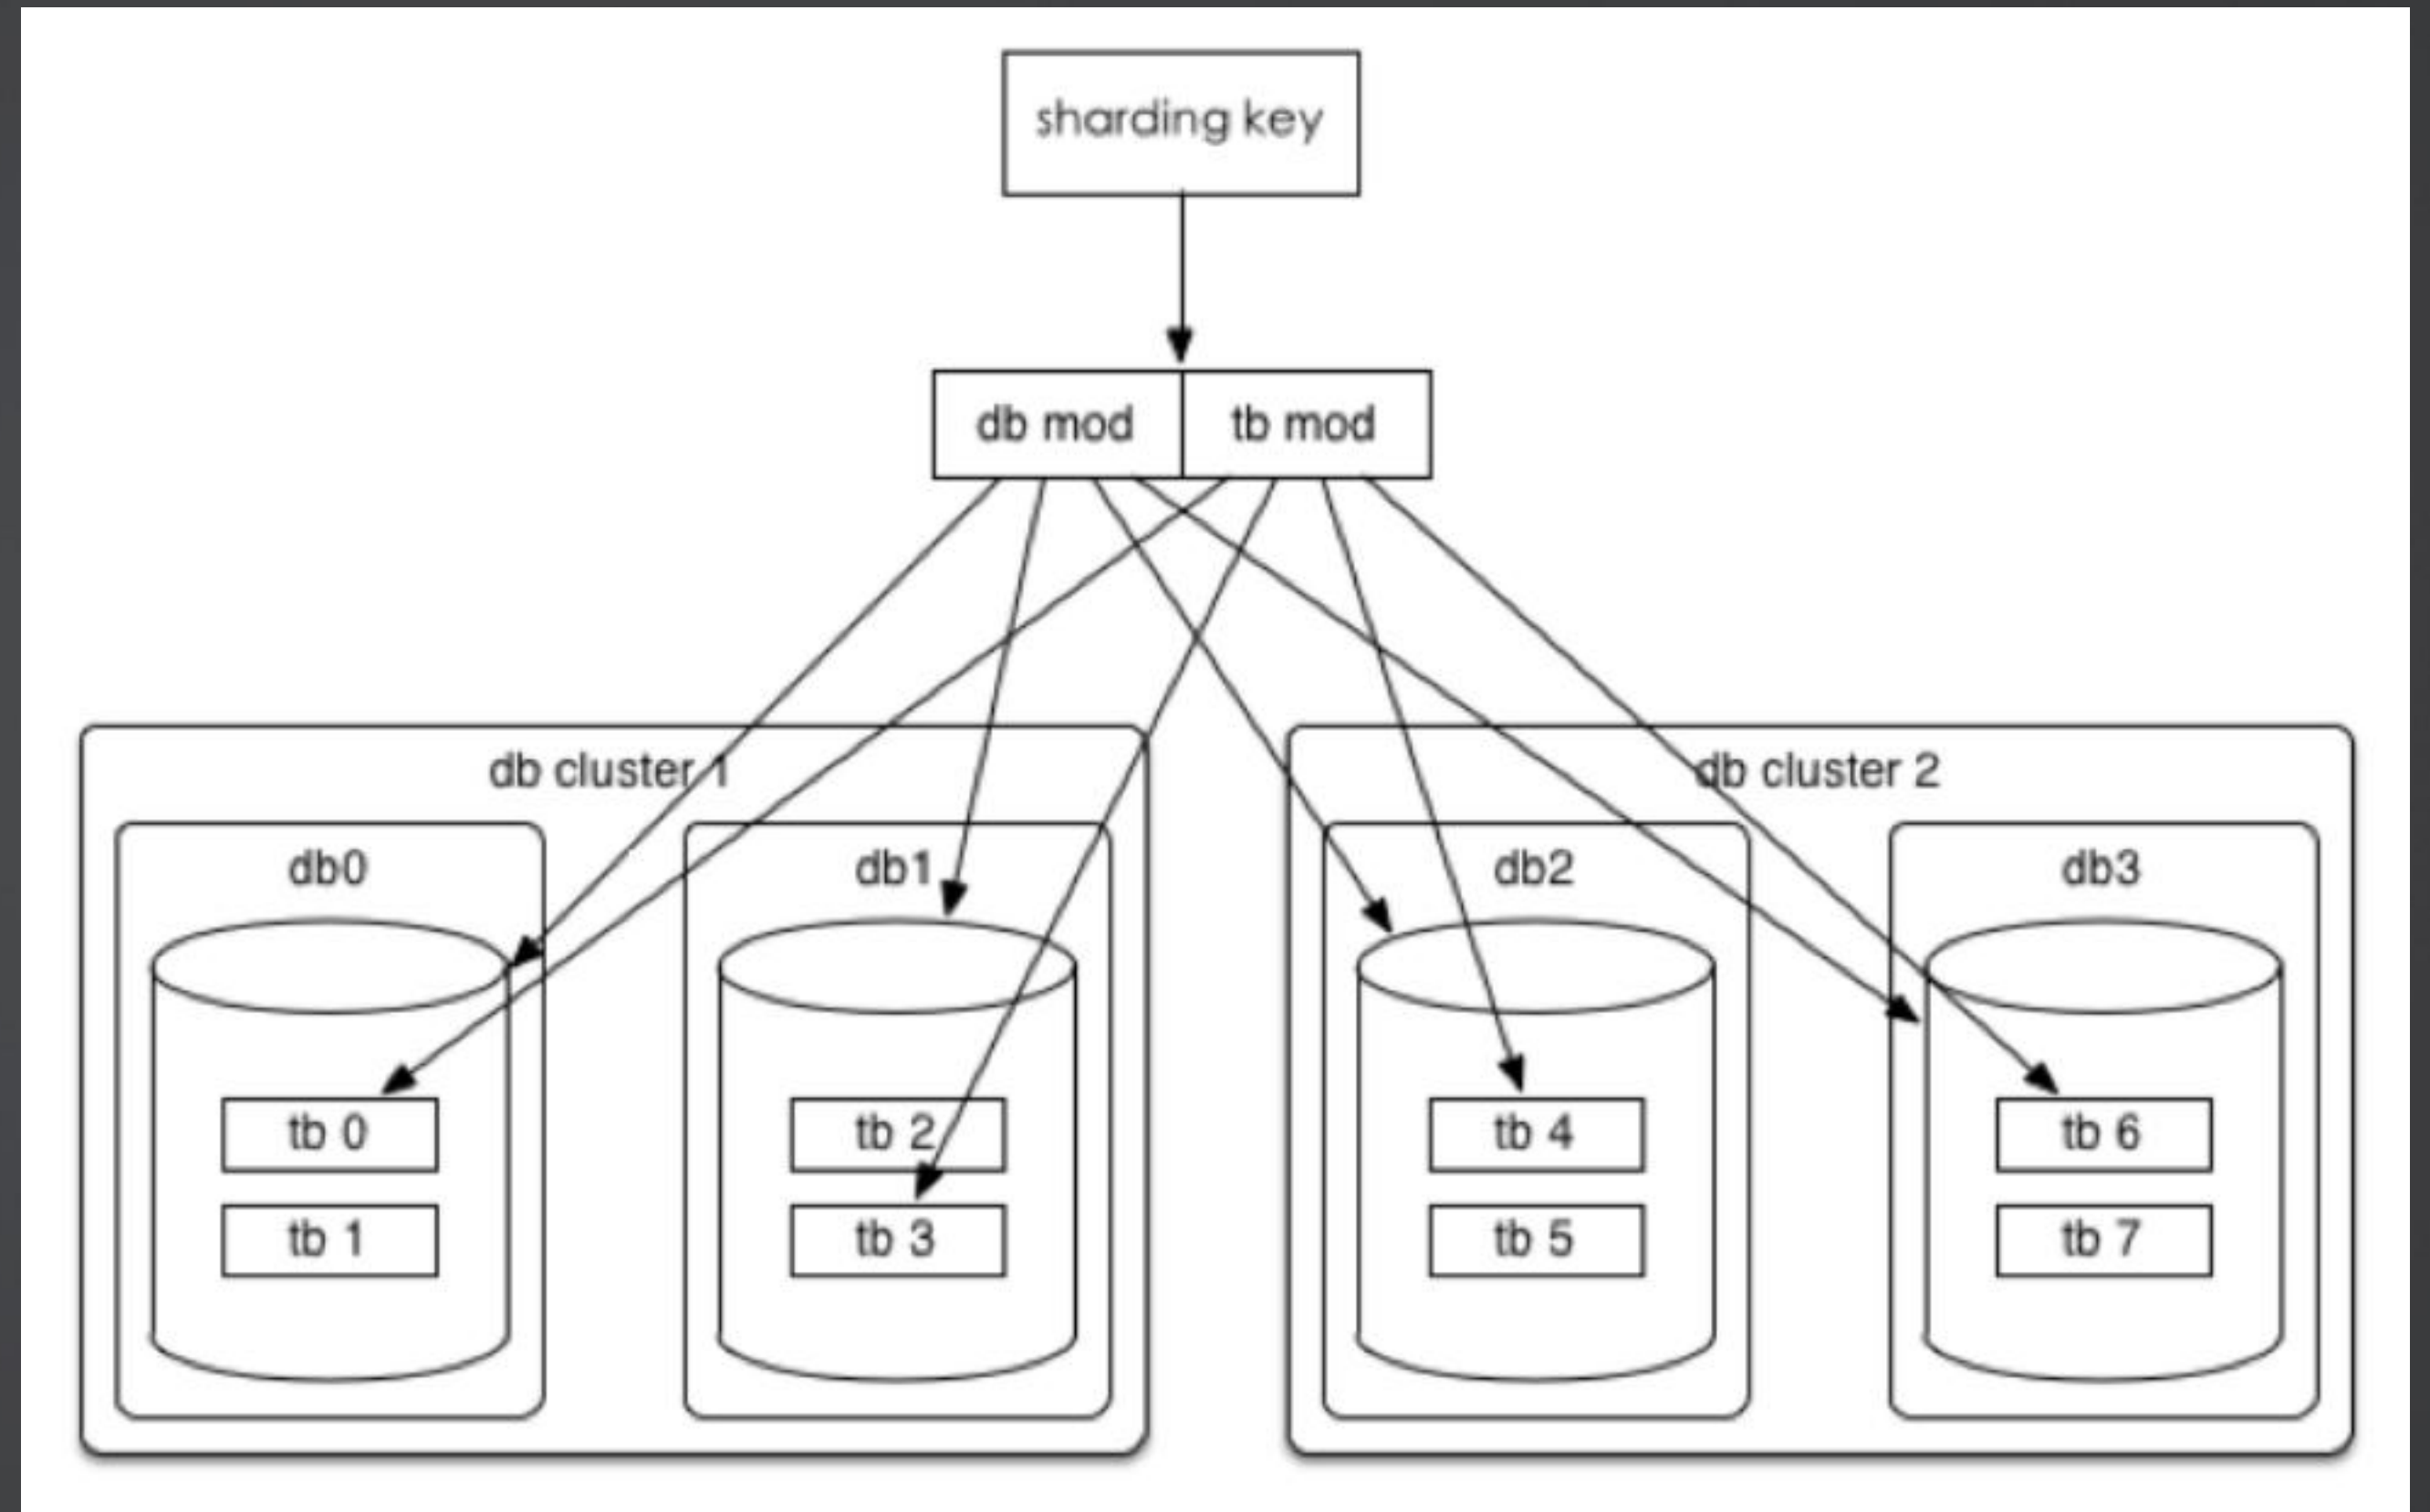 sharding key
db mod
tb mod
db cluster 1
db cluster 2
db0
db1
db2
db3
tb 0
tb 2
tb 4
tb 6
tb 1
tb 3
tb 5
tb 7